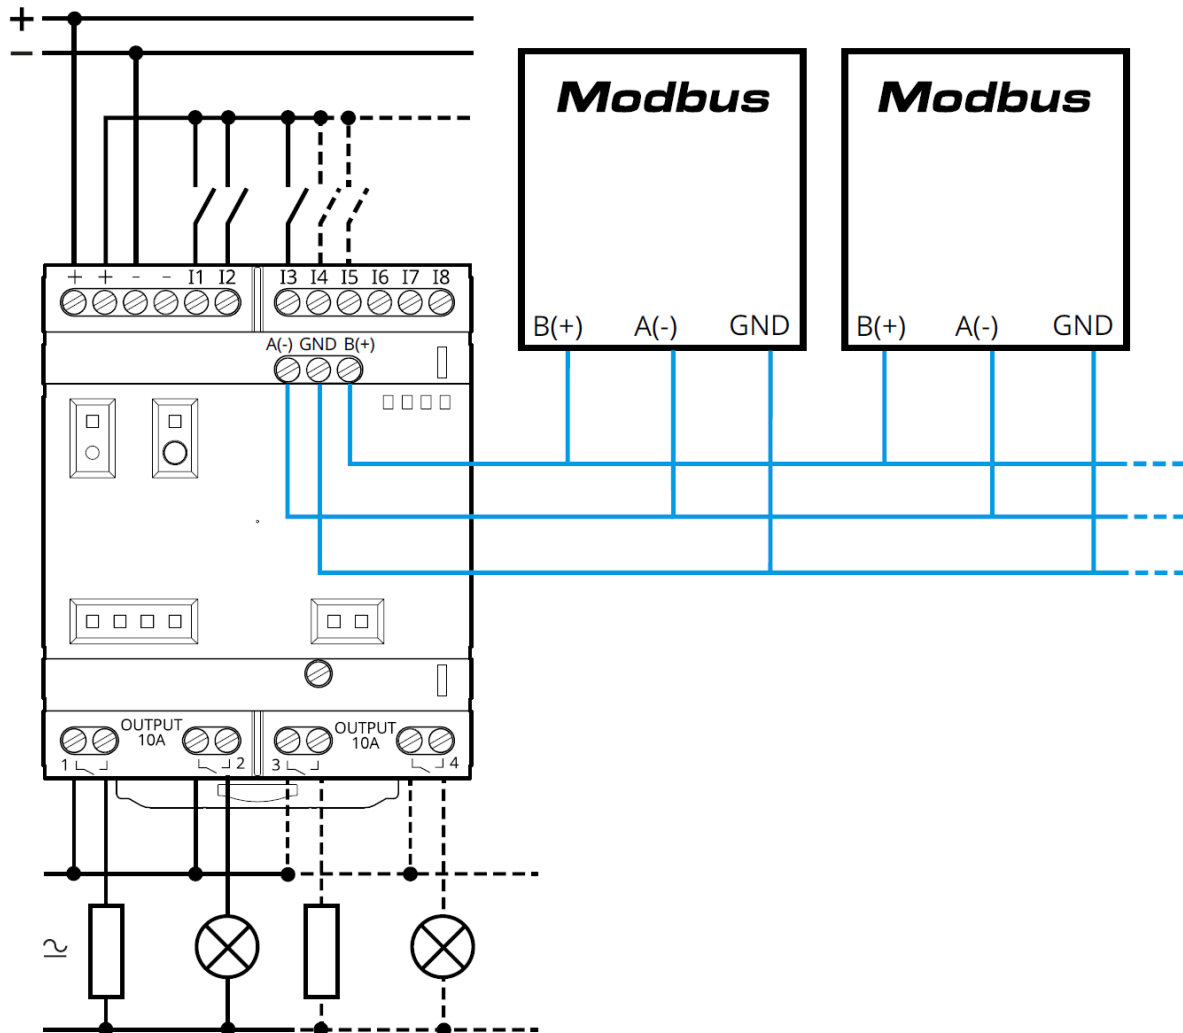 +
−
Modbus Modbus
+ + - - I1 I2 I3 I4 I5 I6 I7 I8
B(+) A(-) GND B(+) A(-) GND
A(-) GND B(+)
OUTPUT OUTPUT
10A 10A
1 2 3 4